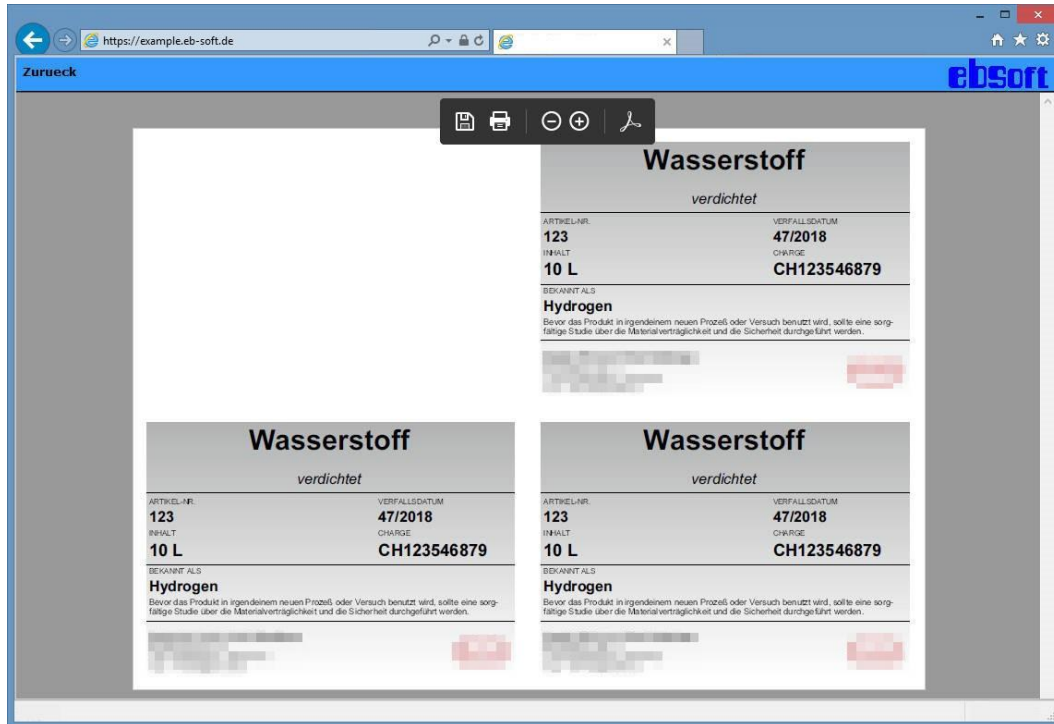 https://example.eb-soft.de
Zurueck
ebsoft
Wasserstoff
verdichtet
ARTIKEL-NR.
VERFALLSDATUM
123
47/2018
INHALT
CHARGE
10 L
CH123546879
BEKANNT ALS
Hydrogen
Bevor das Produkt in irgendeinem neuen Prozeß oder Versuch benutzt wird, sollte eine sorg-
fältige Studie über die Materialverträglichkeit und die Sicherheit durchgeführt werden.
Wasserstoff
verdichtet
ARTIKEL-NR.
VERFALLSDATUM
123
47/2018
INHALT
CHARGE
10 L
CH123546879
BEKANNT ALS
Hydrogen
Bevor das Produkt in irgendeinem neuen Prozeß oder Versuch benutzt wird, sollte eine sorg-
fältige Studie über die Materialverträglichkeit und die Sicherheit durchgeführt werden.
Wasserstoff
verdichtet
ARTIKEL-NR.
VERFALLSDATUM
123
47/2018
INHALT
CHARGE
10 L
CH123546879
BEKANNT ALS
Hydrogen
Bevor das Produkt in irgendeinem neuen Prozeß oder Versuch benutzt wird, sollte eine sorg-
fältige Studie über die Materialverträglichkeit und die Sicherheit durchgeführt werden.